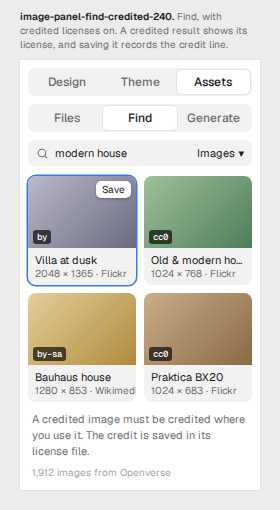 image-panel-find-credited-240. Find, with
credited licenses on. A credited result shows its
license, and saving it records the credit line.
Design Theme Assets
Files Find Generate
modern house Images ▾
Save
by cc0
Villa at dusk Old & modern ho...
2048 × 1365 · Flickr 1024 × 768 · Flickr
by-sa cc0
Bauhaus house Praktica BX20
1280 × 853 · Wikimed 1024 × 683 · Flickr
A credited image must be credited where
you use it. The credit is saved in its
license file.
1,912 images from Openverse